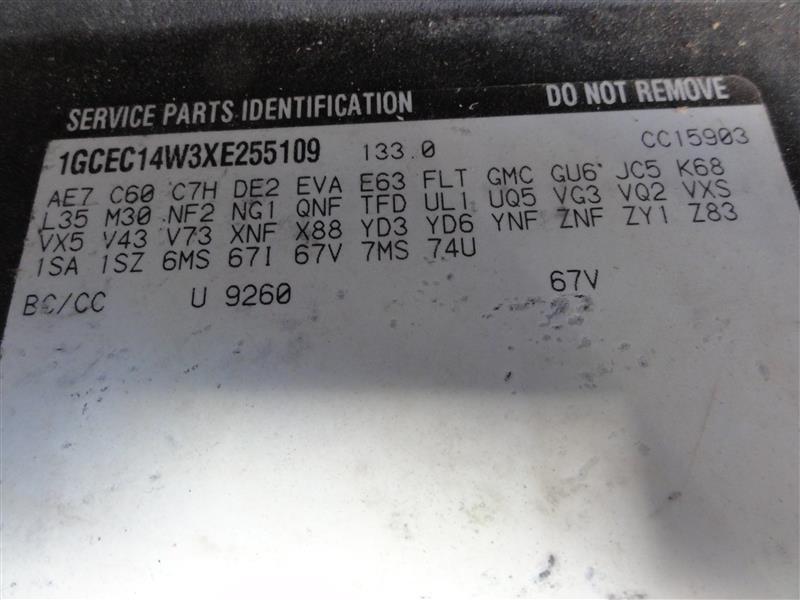 SERVICE PARTS IDENTIFICATION DO NOT REMOVE
1GCEC14W3XE255109 133.0 CC15903
AE7 C60 C7H DE2 EVA E63 FLT GMC GU6 JC5 K68
L35 M30 NF2 NG1 QNF TFD UL1 UQ5 VG3 VQ2 VXS
VX5 V43 V73 XNF X88 YD3 YD6 YNF ZNF ZY1 Z83
1SA 1SZ 6MS 67I 67V 7MS 74U
BC/CC U 9260 67V